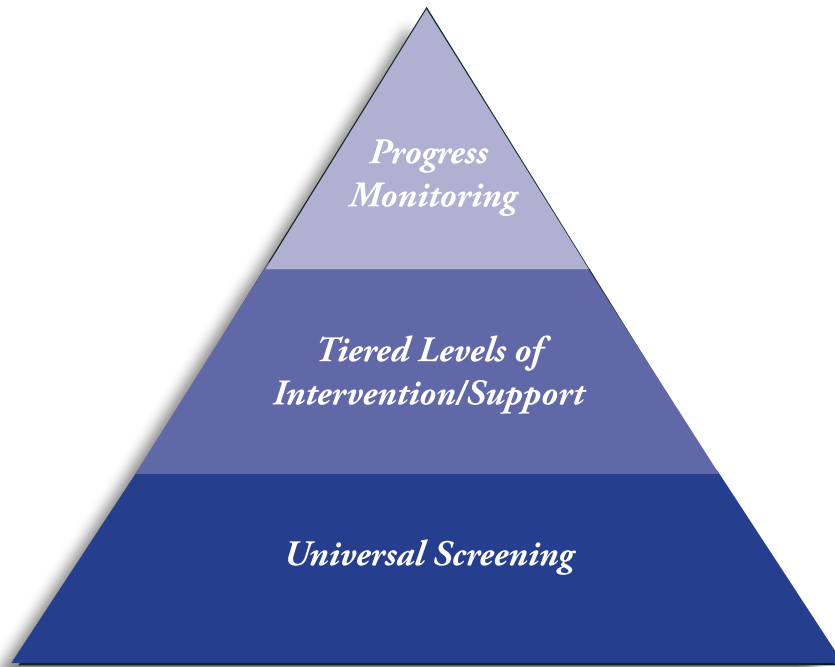 Progress
Monitoring
Tiered Levels of
Intervention/Support
Universal Screening